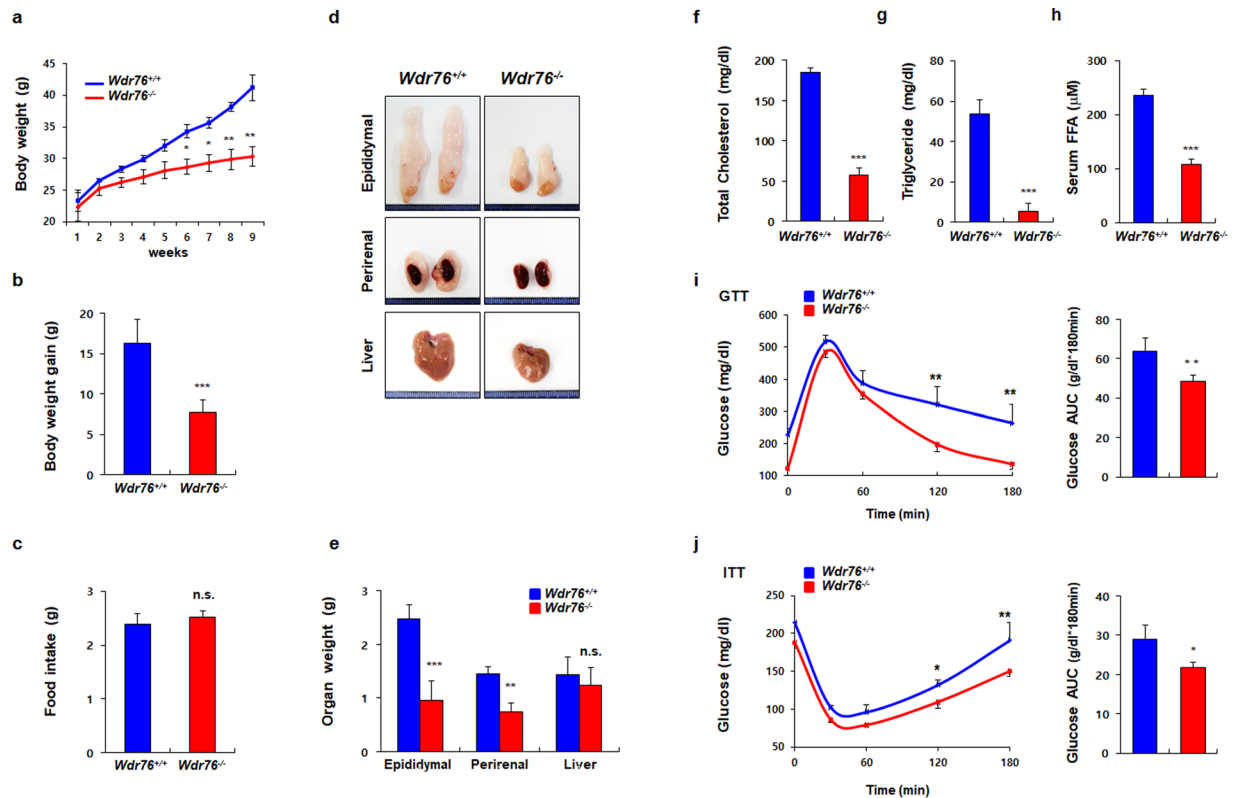 a
Body weight (g)
45
40
35
30
25
20
Wdr76+/+
Wdr76-/-
*
*
**
**
1 2 3 4 5 6 7 8 9
weeks
b
Body weight gain (g)
20
15
10
5
0
***
Wdr76+/+ Wdr76-/-
c
Food intake (g)
3
2
1
0
n.s.
Wdr76+/+ Wdr76-/-
d
Wdr76+/+ Wdr76-/-
Epididymal
Perirenal
Liver
e
Organ weight (g)
3
2
1
0
Wdr76+/+
Wdr76-/-
***
**
n.s.
Epididymal Perirenal Liver
f
Total Cholesterol (mg/dl)
200
150
100
50
0
***
Wdr76+/+ Wdr76-/-
g
Triglyceride (mg/dl)
80
60
40
20
0
***
Wdr76+/+ Wdr76-/-
h
Serum FFA (μM)
300
200
100
0
***
Wdr76+/+ Wdr76-/-
i
GTT
Wdr76+/+
Wdr76-/-
Glucose (mg/dl)
600
500
400
300
200
100
**
**
0 60 120 180
Time (min)
Glucose AUC (g/dl*180min)
80
60
40
20
0
**
j
ITT
Wdr76+/+
Wdr76-/-
Glucose (mg/dl)
250
200
150
100
50
*
**
0 60 120 180
Time (min)
Glucose AUC (g/dl*180min)
40
30
20
10
0
*